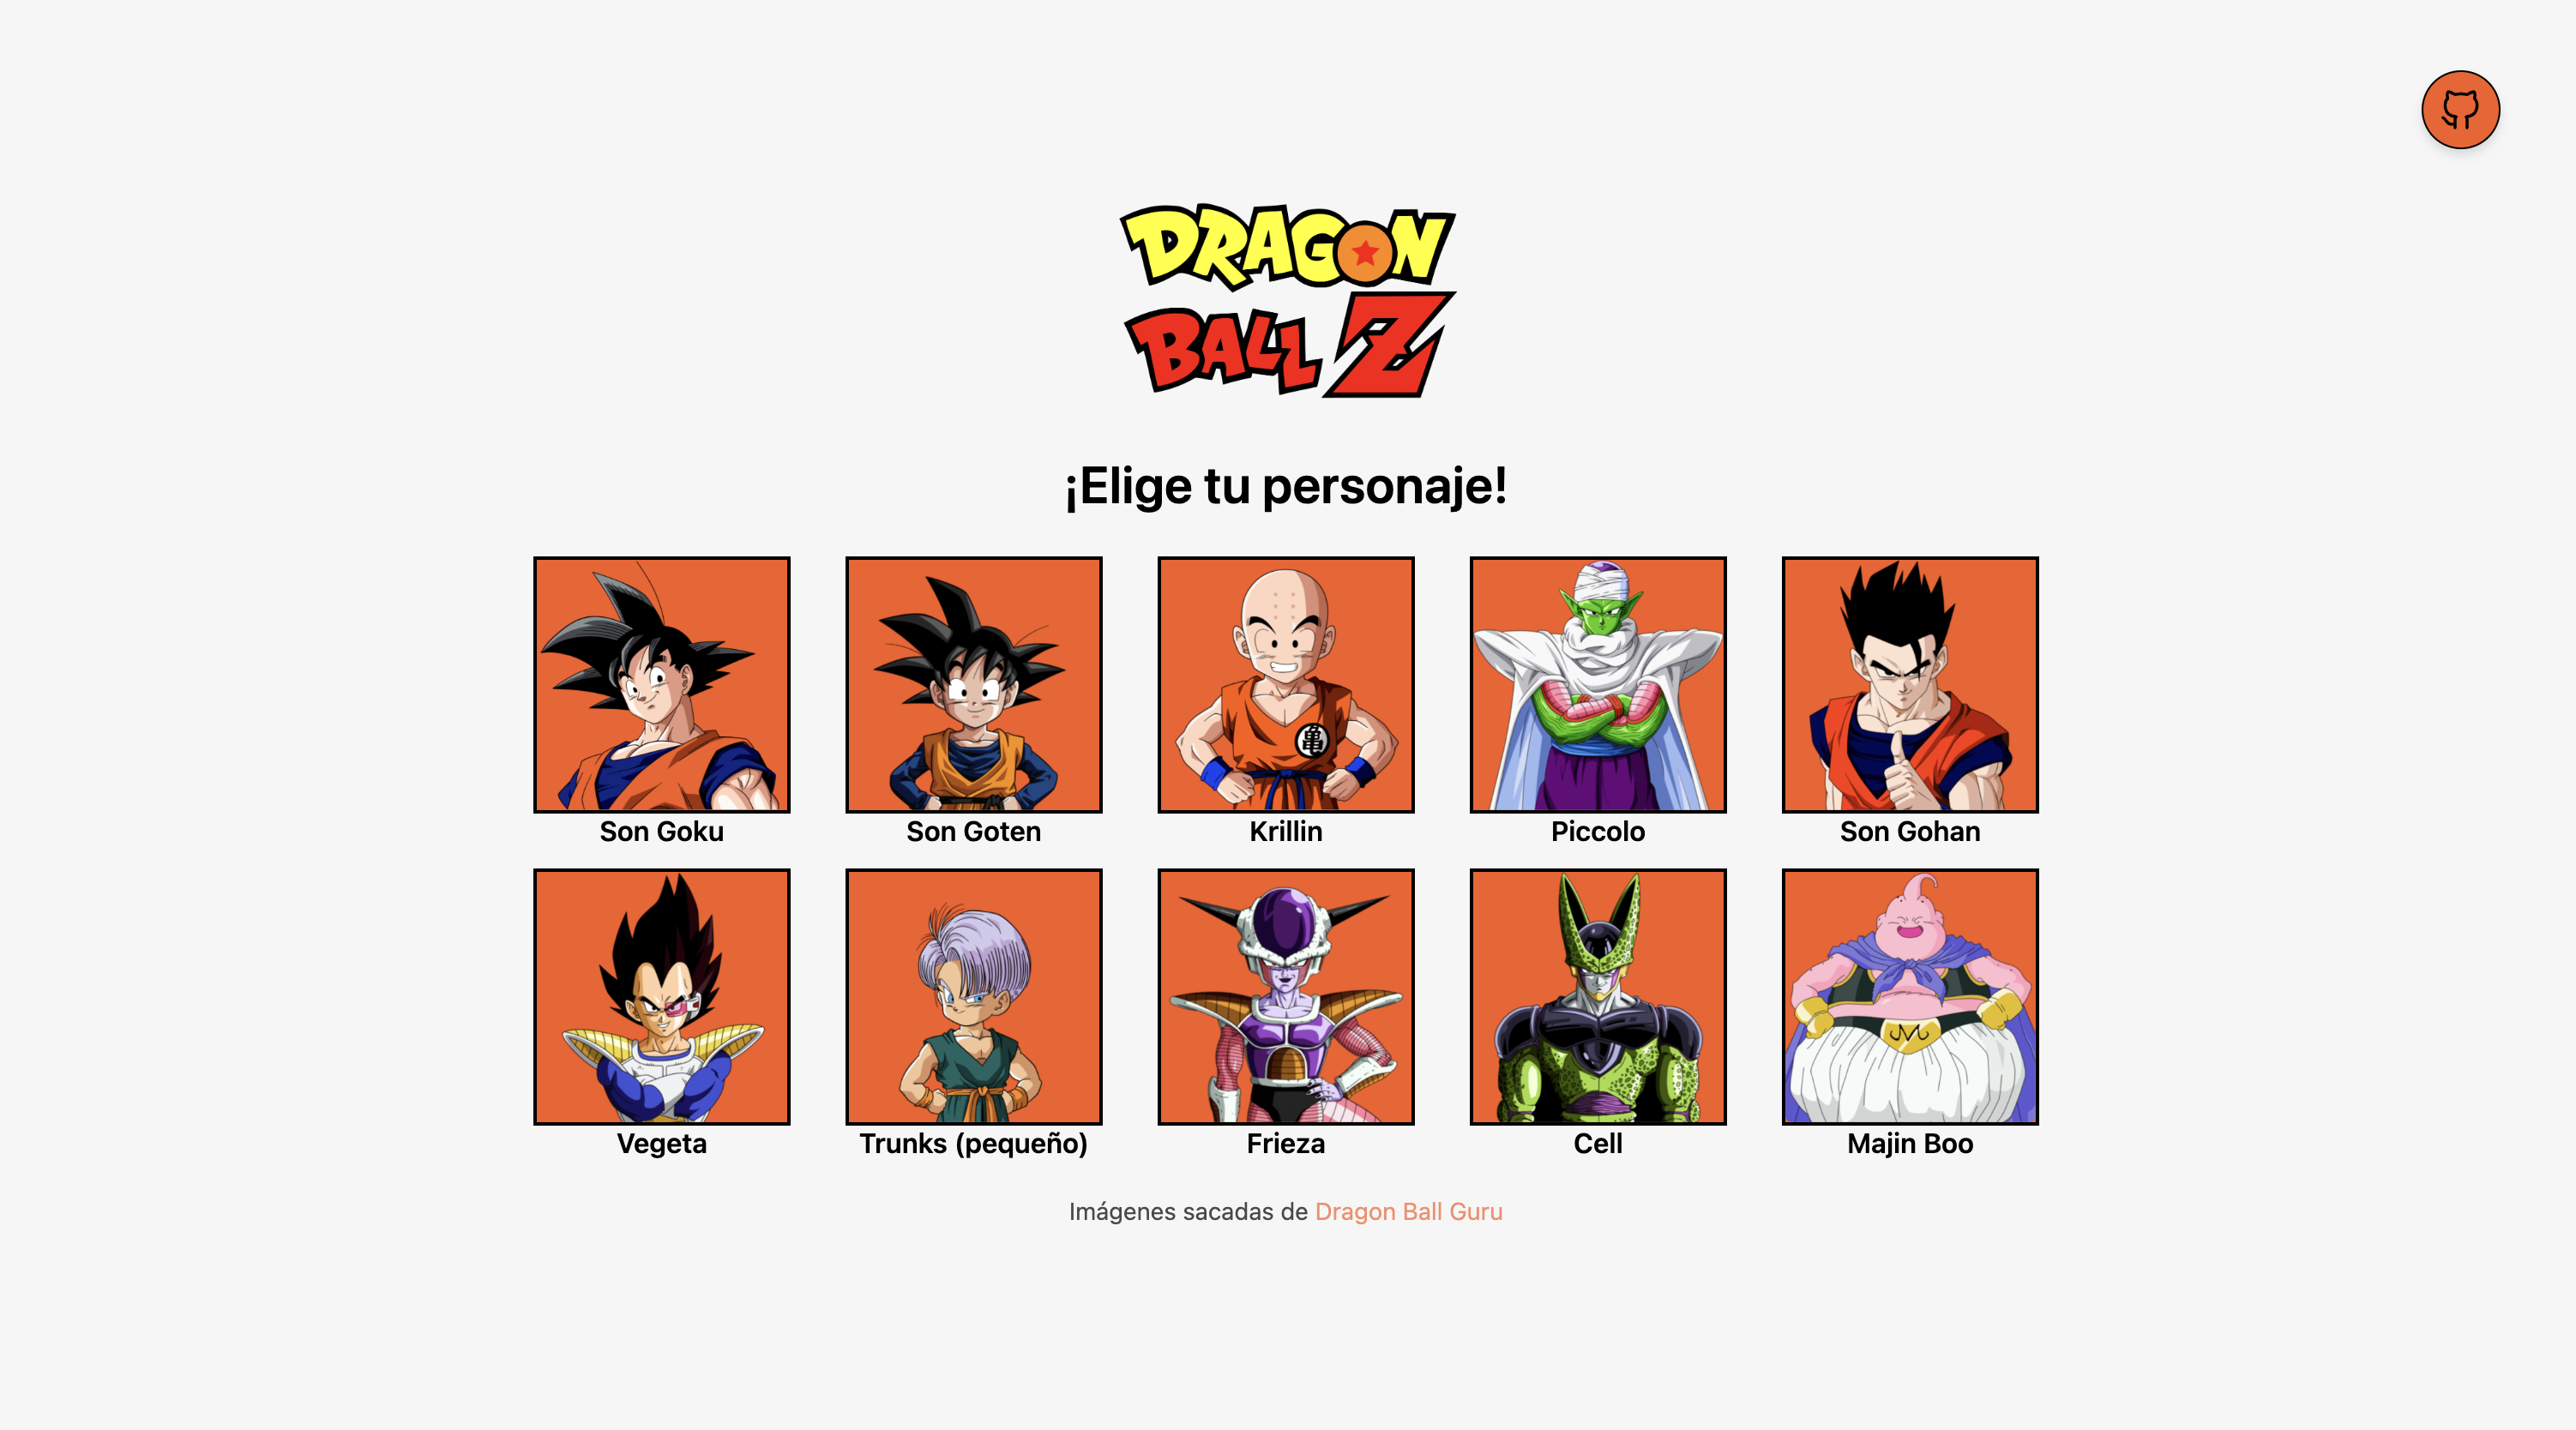 DRAGON
BALL Z
¡Elige tu personaje!
亀
Son Goku
Son Goten
Krillin
Piccolo
Son Gohan
M
Vegeta
Trunks (pequeño)
Frieza
Cell
Majin Boo
Imágenes sacadas de Dragon Ball Guru